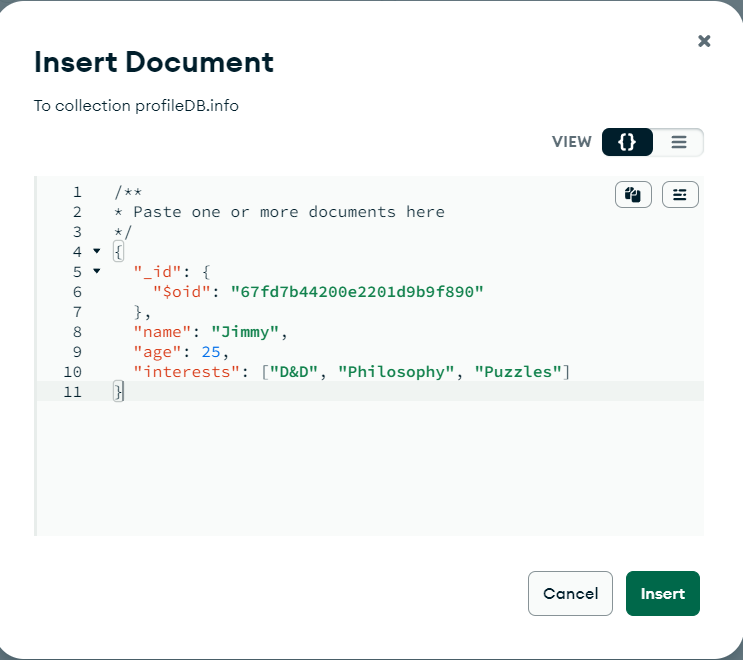 Insert Document
To collection profileDB.info
VIEW {}
1 /**
2 * Paste one or more documents here
3 */
4 {
5 "_id": {
6 "$oid": "67fd7b44200e2201d9b9f890"
7 },
8 "name": "Jimmy",
9 "age": 25,
10 "interests": ["D&D", "Philosophy", "Puzzles"]
11 }
Cancel Insert